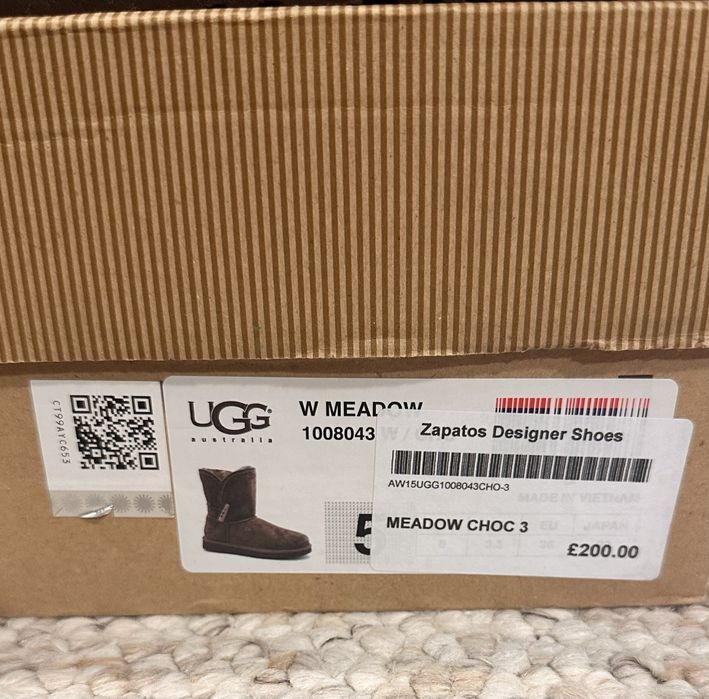 CT99AYC653
UGG®
australia
W MEADOW
1008043 W /
Zapatos Designer Shoes
AW15UGG1008043CHO-3
MADE IN VIETNAM
MEADOW CHOC 3
5
EU JAPAN
£200.00